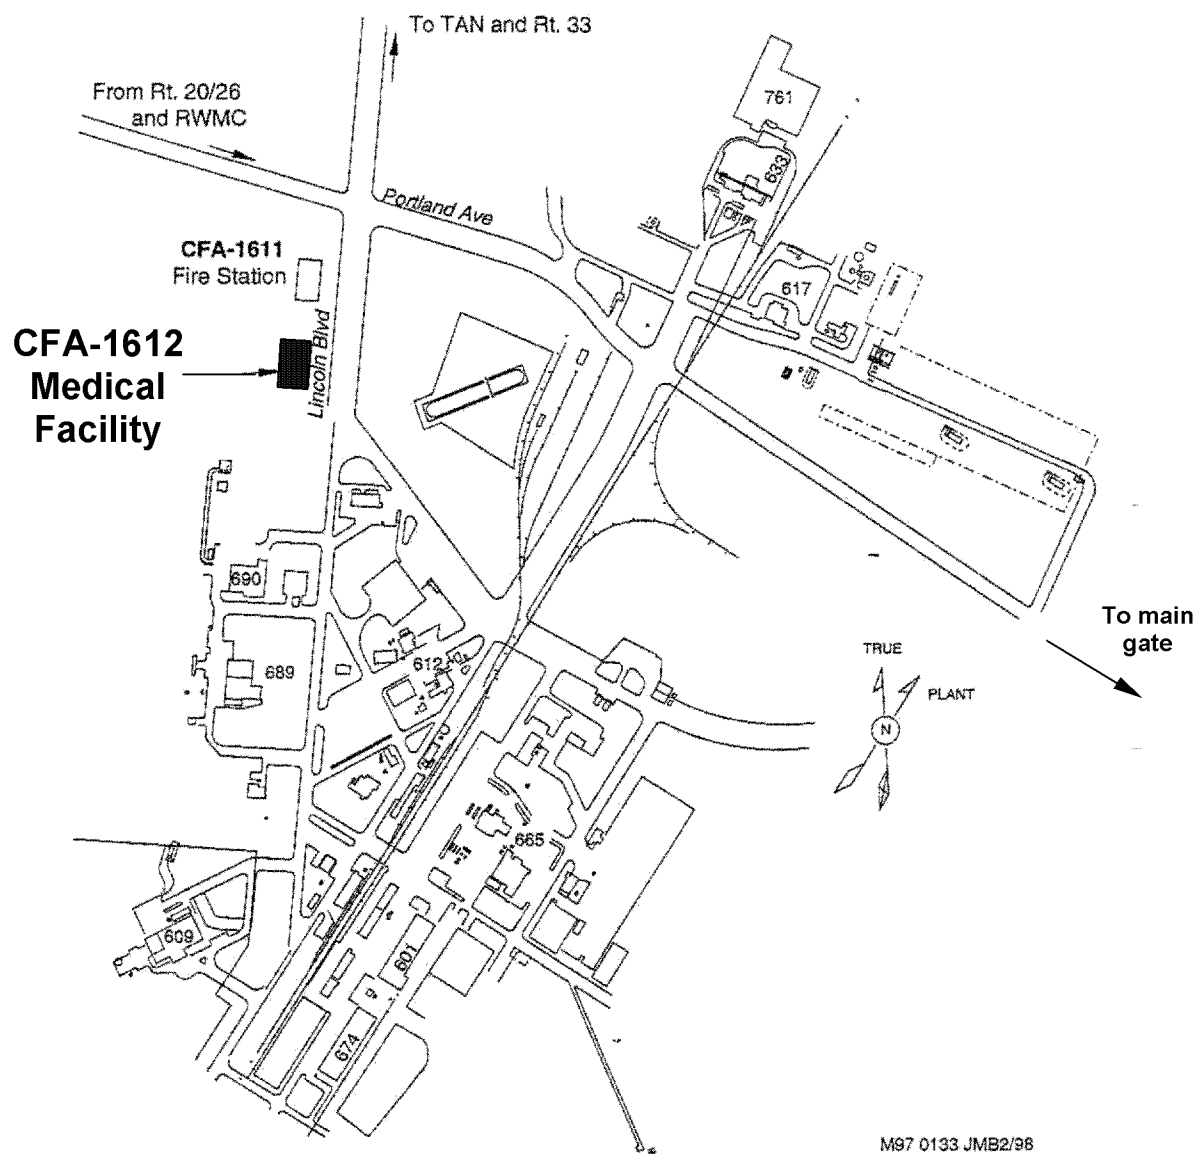 To TAN and Rt. 33
From Rt. 20/26
and RWMC
761
633
Portland Ave
CFA-1611
Fire Station
617
CFA-1612
Medical
Facility
Lincoln Blvd
690
To main
gate
TRUE
PLANT
N
612
689
665
609
601
674
M97 0133 JMB2/98